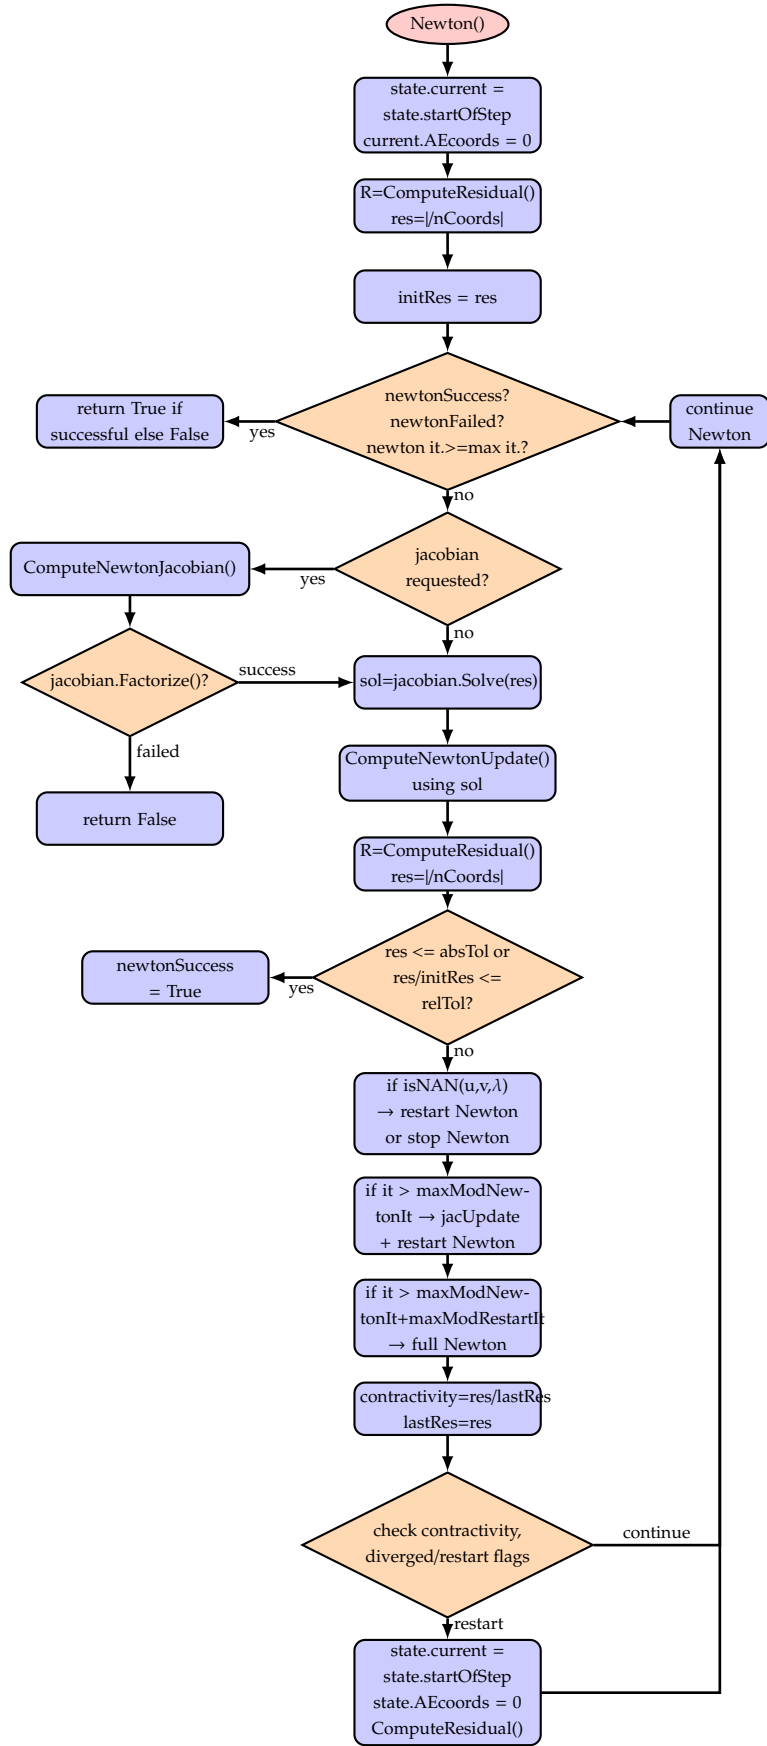 Newton()
state.current =
state.startOfStep
current.AEcoords = 0
R=ComputeResidual()
res=|/nCoords|
initRes = res
newtonSuccess?
newtonFailed?
newton it.>=max it.?
yes
return True if
successful else False
continue
Newton
no
jacobian
requested?
yes
ComputeNewtonJacobian()
no
jacobian.Factorize()?
success
sol=jacobian.Solve(res)
failed
return False
ComputeNewtonUpdate()
using sol
R=ComputeResidual()
res=|/nCoords|
res <= absTol or
res/initRes <=
relTol?
yes
newtonSuccess
= True
no
if isNAN(u,v,λ)
→ restart Newton
or stop Newton
if it > maxModNew-
tonIt → jacUpdate
+ restart Newton
if it > maxModNew-
tonIt+maxModRestartIt
→ full Newton
contractivity=res/lastRes
lastRes=res
check contractivity,
diverged/restart flags
continue
restart
state.current =
state.startOfStep
state.AEcoords = 0
ComputeResidual()